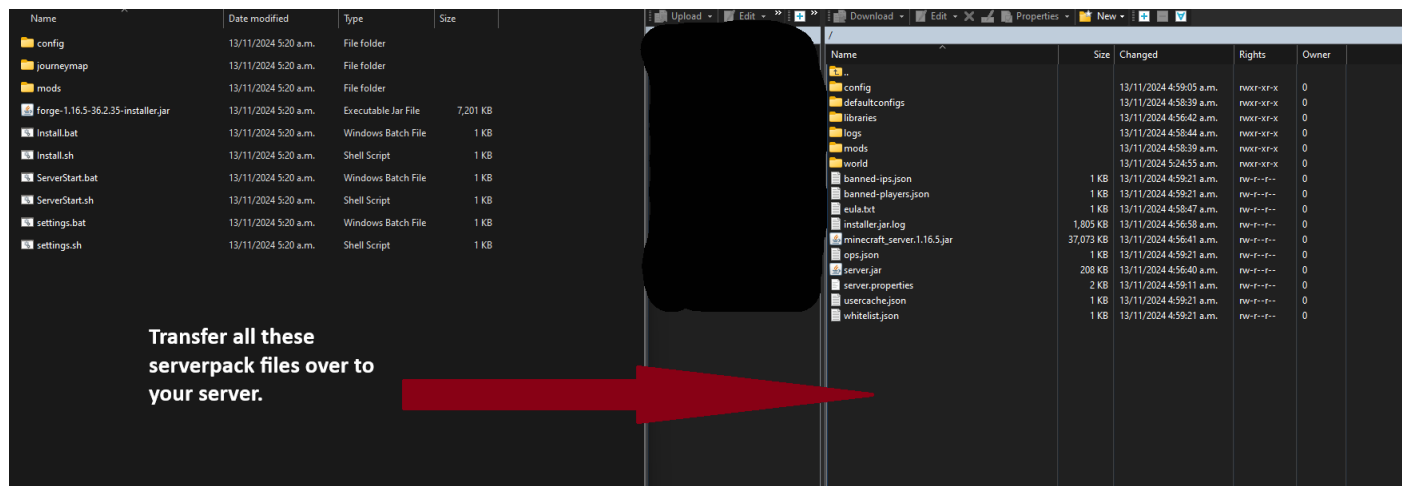 Name Date modified Type Size
config 13/11/2024 5:20 a.m. File folder
journeymap 13/11/2024 5:20 a.m. File folder
mods 13/11/2024 5:20 a.m. File folder
forge-1.16.5-36.2.35-installer.jar 13/11/2024 5:20 a.m. Executable Jar File 7,201 KB
Install.bat 13/11/2024 5:20 a.m. Windows Batch File 1 KB
Install.sh 13/11/2024 5:20 a.m. Shell Script 1 KB
ServerStart.bat 13/11/2024 5:20 a.m. Windows Batch File 1 KB
ServerStart.sh 13/11/2024 5:20 a.m. Shell Script 1 KB
settings.bat 13/11/2024 5:20 a.m. Windows Batch File 1 KB
settings.sh 13/11/2024 5:20 a.m. Shell Script 1 KB
Transfer all these
serverpack files over to
your server.
Upload Edit »
» Download Edit Properties New
/
Name Size Changed Rights Owner
..
config 13/11/2024 4:59:05 a.m. rwxr-xr-x 0
defaultconfigs 13/11/2024 4:58:39 a.m. rwxr-xr-x 0
libraries 13/11/2024 4:56:42 a.m. rwxr-xr-x 0
logs 13/11/2024 4:58:44 a.m. rwxr-xr-x 0
mods 13/11/2024 4:58:39 a.m. rwxr-xr-x 0
world 13/11/2024 5:24:55 a.m. rwxr-xr-x 0
banned-ips.json 1 KB 13/11/2024 4:59:21 a.m. rw-r--r-- 0
banned-players.json 1 KB 13/11/2024 4:59:21 a.m. rw-r--r-- 0
eula.txt 1 KB 13/11/2024 4:58:47 a.m. rw-r--r-- 0
installer.jar.log 1,805 KB 13/11/2024 4:56:58 a.m. rw-r--r-- 0
minecraft_server.1.16.5.jar 37,073 KB 13/11/2024 4:56:41 a.m. rw-r--r-- 0
ops.json 1 KB 13/11/2024 4:59:21 a.m. rw-r--r-- 0
server.jar 208 KB 13/11/2024 4:56:40 a.m. rw-r--r-- 0
server.properties 2 KB 13/11/2024 4:59:11 a.m. rw-r--r-- 0
usercache.json 1 KB 13/11/2024 4:59:21 a.m. rw-r--r-- 0
whitelist.json 1 KB 13/11/2024 4:59:21 a.m. rw-r--r-- 0